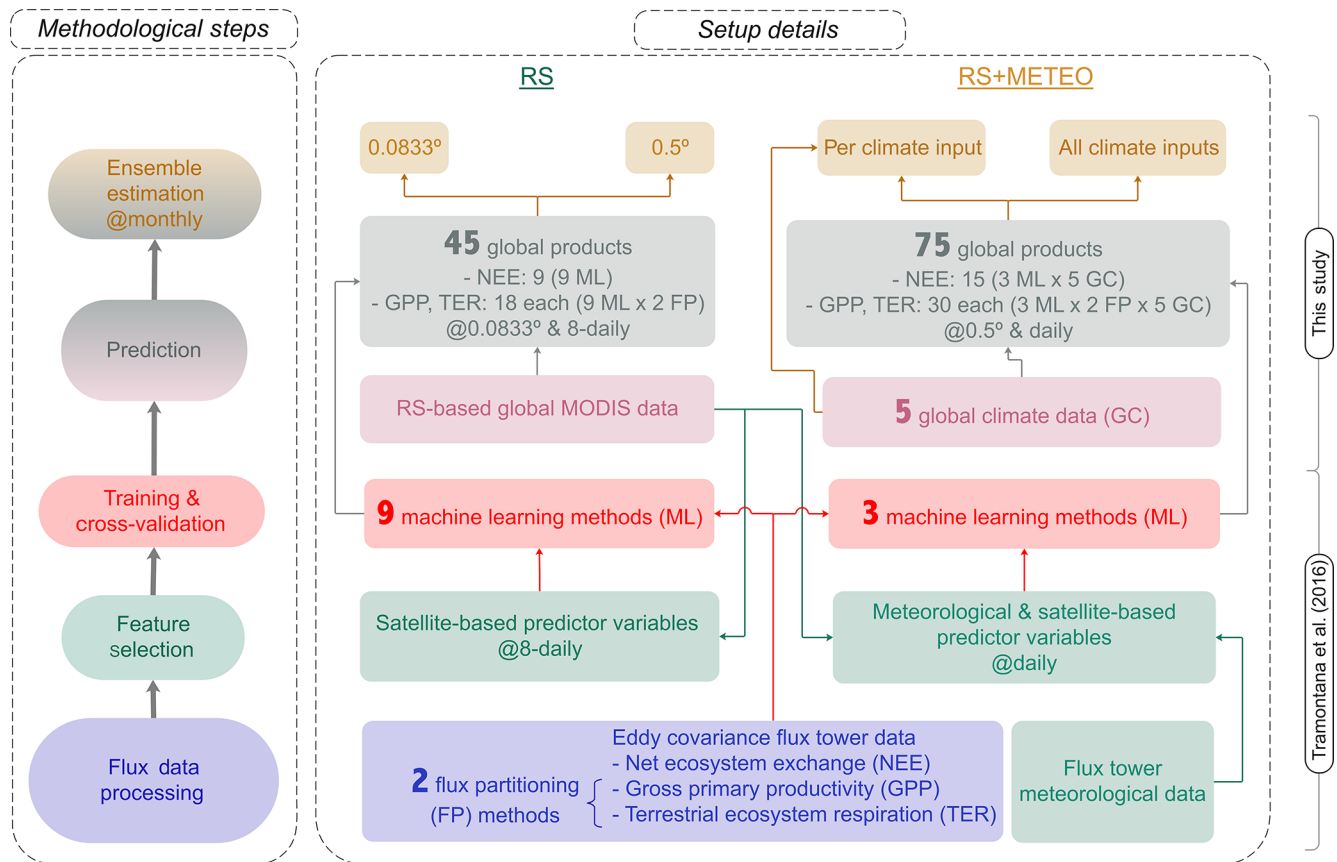 Methodological steps
Setup details
Ensemble
estimation
@monthly
Prediction
Training &
cross-validation
Feature
selection
Flux data
processing
RS
RS+METEO
0.0833º
0.5º
Per climate input
All climate inputs
45 global products
- NEE: 9 (9 ML)
- GPP, TER: 18 each (9 ML x 2 FP)
@0.0833º & 8-daily
75 global products
- NEE: 15 (3 ML x 5 GC)
- GPP, TER: 30 each (3 ML x 2 FP x 5 GC)
@0.5º & daily
RS-based global MODIS data
5 global climate data (GC)
9 machine learning methods (ML)
3 machine learning methods (ML)
Satellite-based predictor variables
@8-daily
Meteorological & satellite-based
predictor variables
@daily
Eddy covariance flux tower data
- Net ecosystem exchange (NEE)
2 flux partitioning
(FP) methods
- Gross primary productivity (GPP)
- Terrestrial ecosystem respiration (TER)
Flux tower
meteorological data
This study
Tramontana et al. (2016)